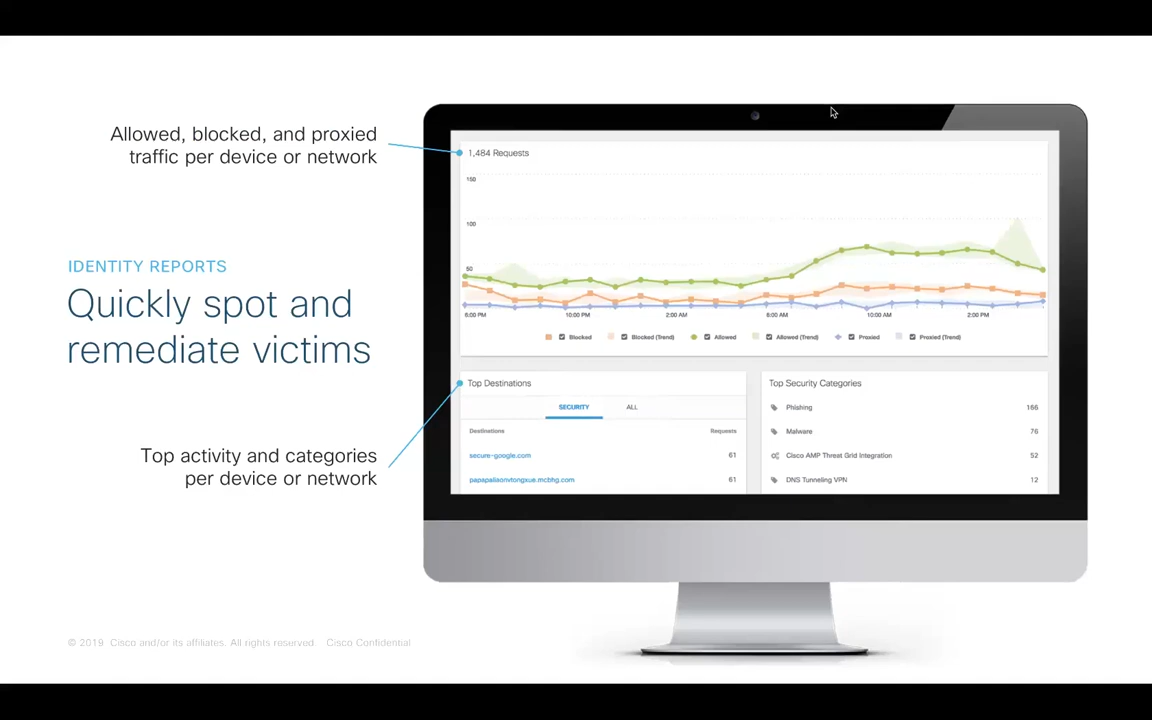 Allowed, blocked, and proxied
traffic per device or network
IDENTITY REPORTS
Quickly spot and
remediate victims
Top activity and categories
per device or network
1,484 Requests
150
100
50
6:00 PM 10:00 PM 2:00 AM 6:00 AM 10:00 AM 2:00 PM
Blocked Blocked (Trend) Allowed Allowed (Trend) Proxied Proxied (Trend)
Top Destinations
SECURITY ALL
Destinations Requests
secure-google.com 61
papapaliaonvtongxue.mcbhg.com 61
Top Security Categories
Phishing 166
Malware 76
Cisco AMP Threat Grid Integration 52
DNS Tunneling VPN 12
© 2019 Cisco and/or its affiliates. All rights reserved. Cisco Confidential